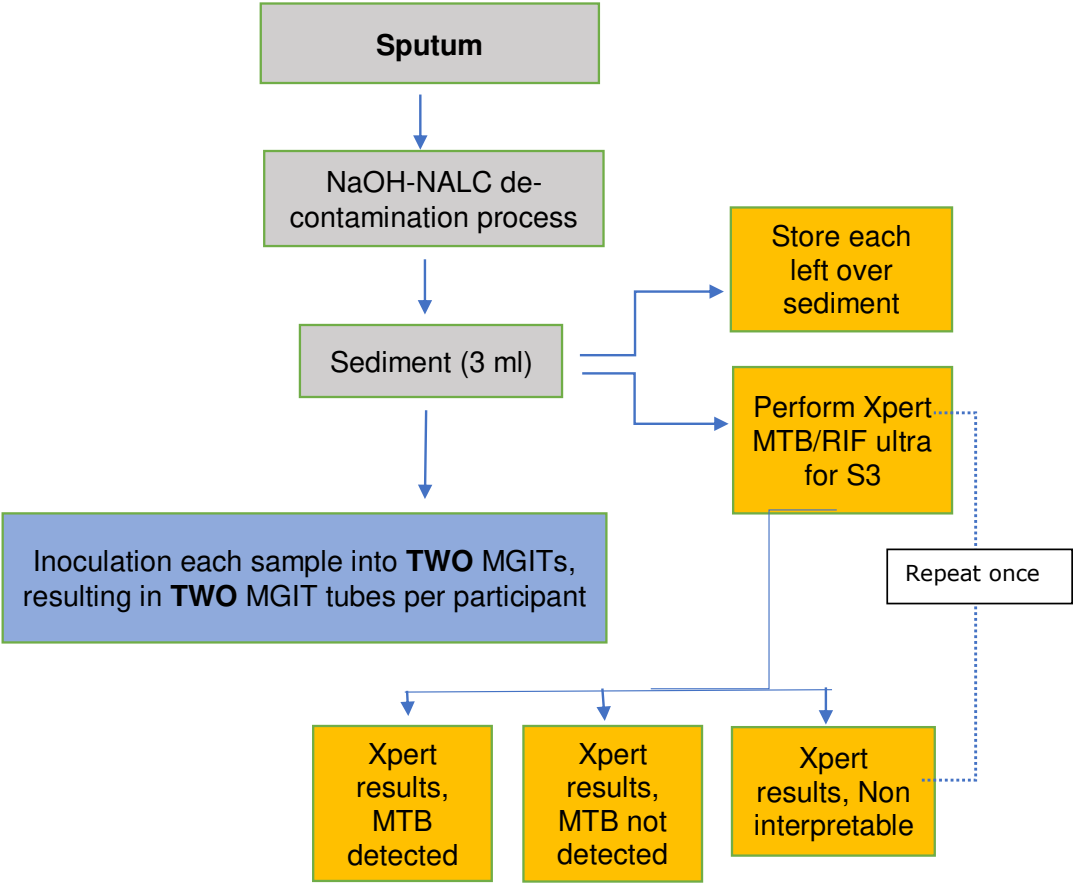 Sputum
NaOH-NALC de-
contamination process
Store each
left over
sediment
Sediment (3 ml)
Perform Xpert
MTB/RIF ultra
for S3
Inoculation each sample into TWO MGITs,
resulting in TWO MGIT tubes per participant
Repeat once
Xpert
results,
MTB
detected
Xpert
results,
MTB not
detected
Xpert
results, Non
interpretable